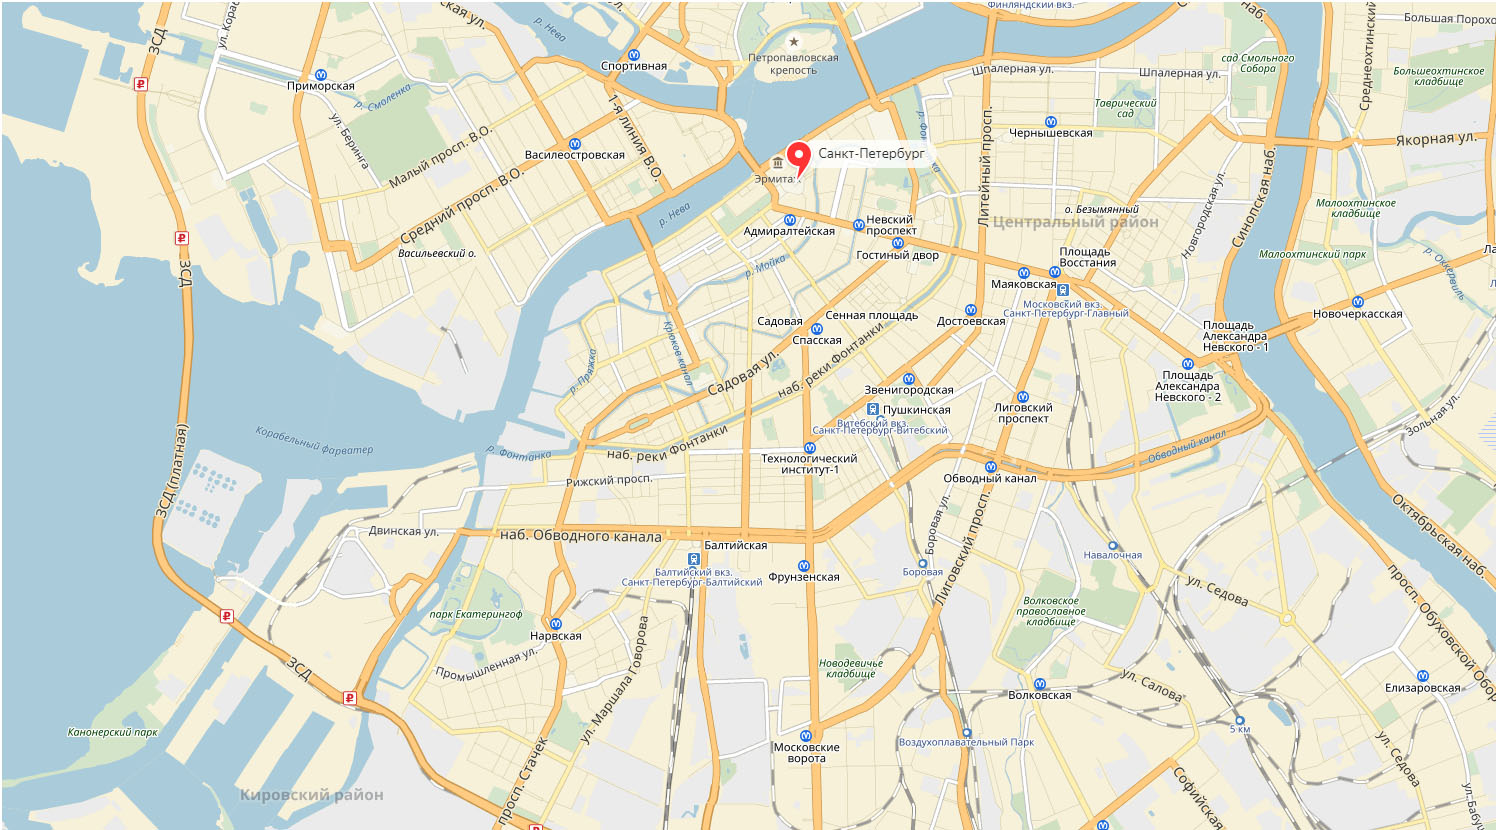 ФИНЛЯНДСКИЙ ВКЗ.
наб.
Большая Порохо
ЗСД
ул. Кораб
р. Нева
Спортивная
Петропавловская
крепость
Шпалерная ул.
Шпалерная ул.
сад Смольного
Собора
Среднеохтинский
Большеохтинское
кладбище
Приморская
р. Смоленка
1-я линия В.О.
ул. Беринга
Литейный просп.
Таврический
сад
Чернышевская
Якорная ул.
Василеостровская
Малый просп. В.О.
Санкт-Петербург
Эрмитаж
Средний просп. В.О.
р. Нева
Синопская наб.
Новгородская ул.
Малоохтинское
кладбище
о. Безымянный
Центральный район
Адмиралтейская
Невский
проспект
Гостиный двор
Васильевский о.
ЗСД
р. Мойка
Площадь
Восстания
Маяковская
Малоохтинский парк
р. Оккервиль
Московский вкз.
Санкт-Петербург-Главный
Новочеркасская
Крюков канал
Садовая
Сенная площадь
Спасская
Достоевская
Площадь
Александра
Невского - 1
р. Пряжка
Садовая ул.
наб. реки Фонтанки
Звенигородская
Площадь
Александра
Невского - 2
Пушкинская
Витебский вкз.
Санкт-Петербург-Витебский
Лиговский
проспект
Зольная ул.
Корабельный фарватер
р. Фонтанка
наб. реки Фонтанки
Технологический
институт-1
Обводный канал
Обводный канал
ЗСД (платная)
Рижский просп.
Двинская ул.
наб. Обводного канала
Балтийская
Боровая ул.
Лиговский просп.
Октябрьская наб.
Балтийский вкз.
Санкт-Петербург-Балтийский
Фрунзенская
Боровая
Навалочная
ул. Седова
просп. Обуховской Обор
парк Екатерингоф
Нарвская
Волковское
православное
кладбище
ЗСД
Промышленная ул.
ул. Маршала Говорова
Новодевичье
кладбище
Волковская
ул. Салова
Елизаровская
Канонерский парк
просп. Стачек
Московские
ворота
Воздухоплавательный Парк
5 км
ул. Седова
Кировский район
Софийская
ул. Бабуш